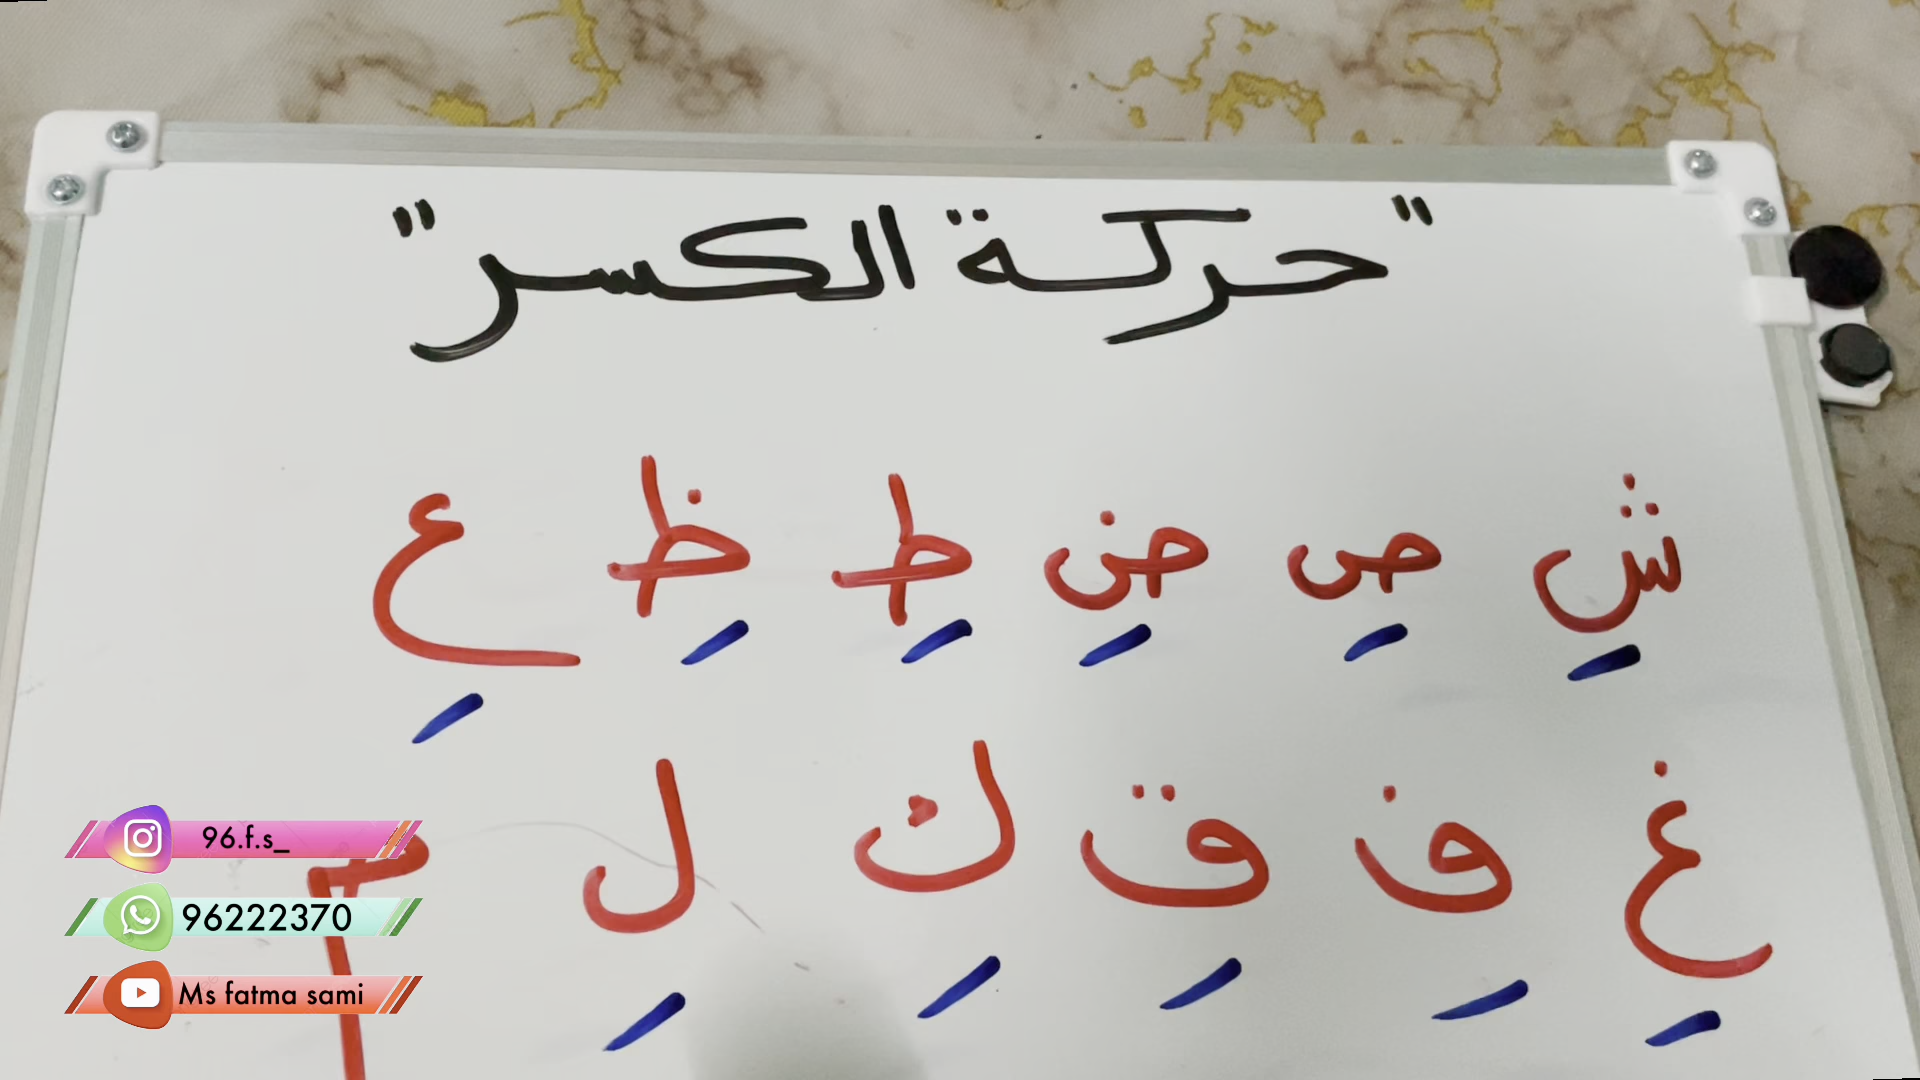 "حركة الكسر"
شِ صِ ضِ طِ ظِ عِ
غِ فِ قِ كِ لِ م
96.f.s_
96222370
Ms fatma sami